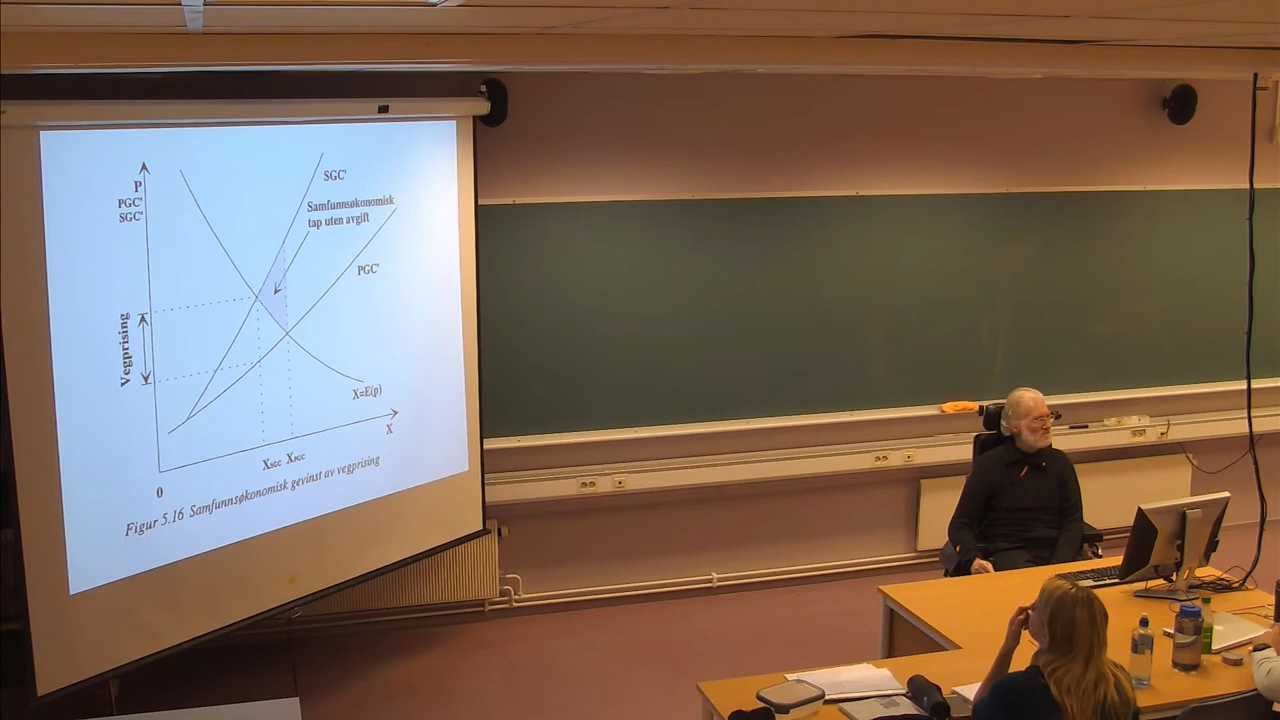 P
PGC'
SGC'
SGC'
Samfunnsøkonomisk
tap uten avgift
PGC'
Vegprising
X=E(p)
X
XSGC XPGC
0
Figur 5.16 Samfunnsøkonomisk gevinst av vegprising